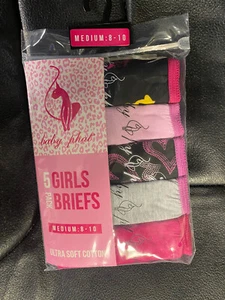 MEDIUM:8-10
baby phat
5
PACK
GIRLS
BRIEFS
MEDIUM:8-10
ULTRA SOFT COTTON